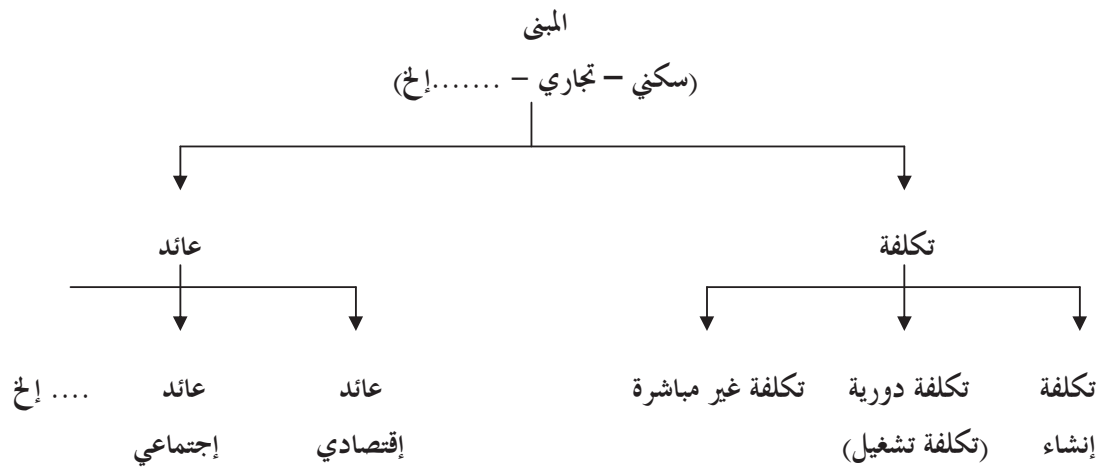 المبنى
(سكني – تجاري – .......إلخ)
تكلفة
عائد
تكلفة
إنشاء
تكلفة دورية
(تكلفة تشغيل)
تكلفة غير مباشرة
عائد
إقتصادي
عائد
إجتماعي
.... إلخ